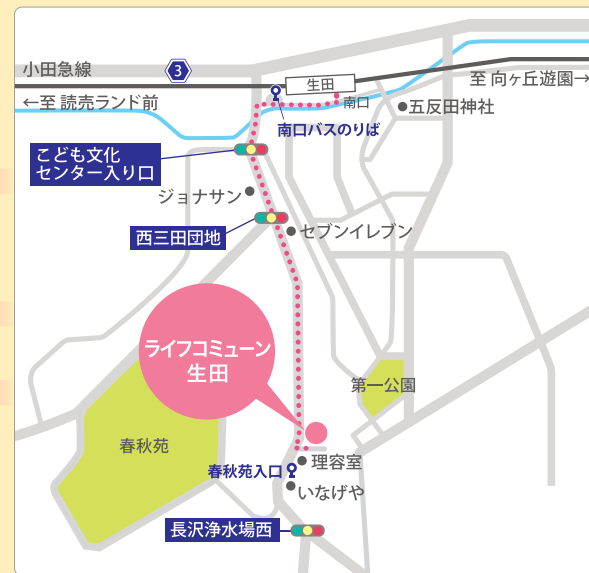 小田急線
3
生田
至 向ヶ丘遊園→
←至 読売ランド前
南口
五反田神社
南口バスのりば
こども文化
センター入り口
ジョナサン
西三田団地
セブンイレブン
ライフコミューン
生田
第一公園
春秋苑
理容室
春秋苑入口
いなげや
長沢浄水場西